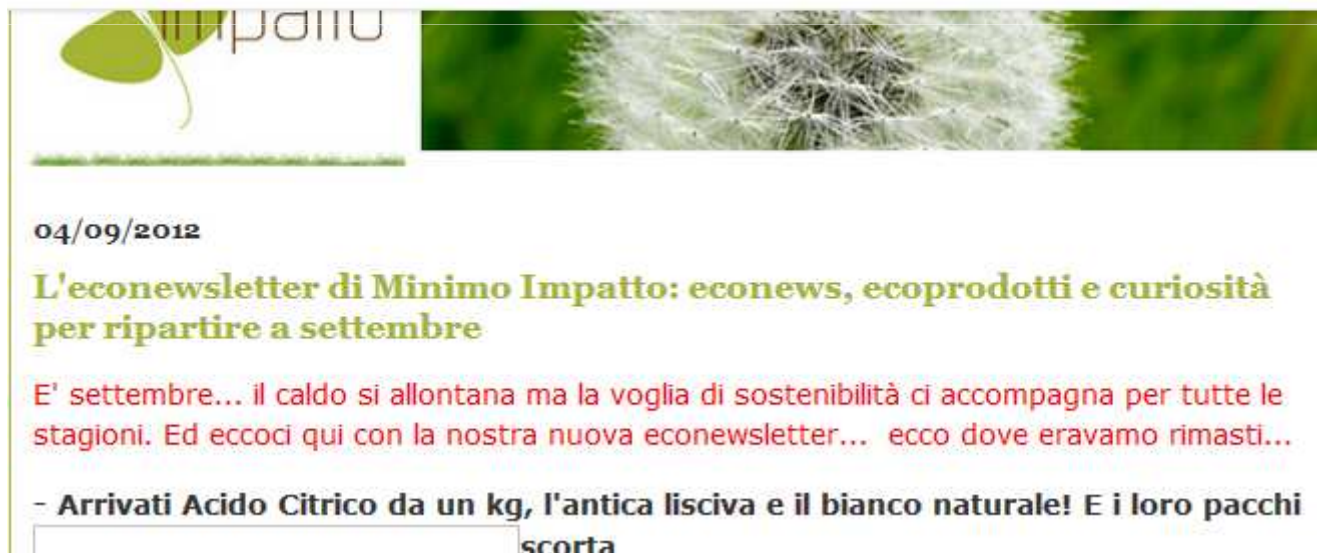 impatto
04/09/2012
L'econewsletter di Minimo Impatto: econews, ecoprodotti e curiosità
per ripartire a settembre
E' settembre... il caldo si allontana ma la voglia di sostenibilità ci accompagna per tutte le
stagioni. Ed eccoci qui con la nostra nuova econewsletter... ecco dove eravamo rimasti...
- Arrivati Acido Citrico da un kg, l'antica lisciva e il bianco naturale! E i loro pacchi
scorta